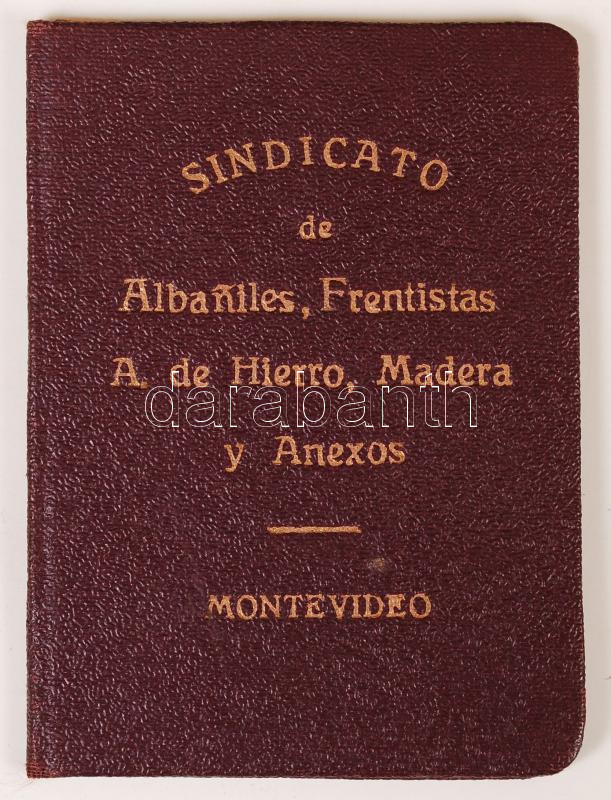 SINDICATO
de
Albañiles, Frentistas
A. de Hierro, Madera
darabanth
y Anexos
MONTEVIDEO